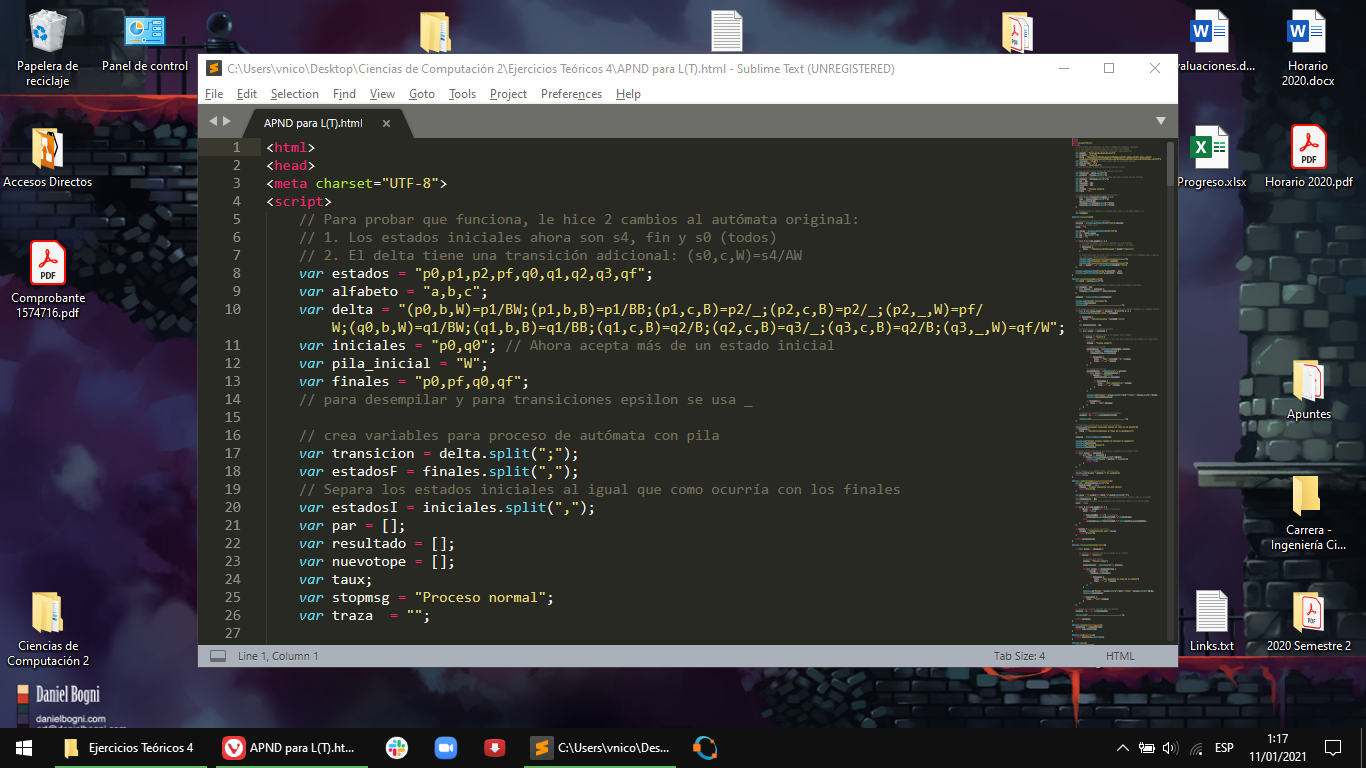 Papelera de
reciclaje
Panel de control
valuaciones.d...
Horario
2020.docx
Accesos Directos
Progreso.xlsx
Horario 2020.pdf
Comprobante
1574716.pdf
Apuntes
Carrera -
Ingeniería Ci...
Ciencias de
Computación 2
Links.txt
2020 Semestre 2
Daniel Bogni
danielbogni.com
C:\Users\vnico\Desktop\Ciencias de Computación 2\Ejercicios Teóricos 4\APND para L(T).html - Sublime Text (UNREGISTERED)
File Edit Selection Find View Goto Tools Project Preferences Help
APND para L(T).html
1 <html>
2 <head>
3 <meta charset="UTF-8">
4 <script>
5 // Para probar que funciona, le hice 2 cambios al autómata original:
6 // 1. Los estados iniciales ahora son s4, fin y s0 (todos)
7 // 2. El delta tiene una transición adicional: (s0,c,W)=s4/AW
8 var estados = "p0,p1,p2,pf,q0,q1,q2,q3,qf";
9 var alfabeto = "a,b,c";
10 var delta = "(p0,b,W)=p1/BW;(p1,b,B)=p1/BB;(p1,c,B)=p2/_;(p2,c,B)=p2/_;(p2,_,W)=pf/
W;(q0,b,W)=q1/BW;(q1,b,B)=q1/BB;(q1,c,B)=q2/B;(q2,c,B)=q3/_;(q3,c,B)=q2/B;(q3,_,W)=qf/W";
11 var iniciales = "p0,q0"; // Ahora acepta más de un estado inicial
12 var pila_inicial = "W";
13 var finales = "p0,pf,q0,qf";
14 // para desempilar y para transiciones epsilon se usa _
15
16 // crea variables para proceso de autómata con pila
17 var transicion = delta.split(";");
18 var estadosF = finales.split(",");
19 // Separa los estados iniciales al igual que como ocurría con los finales
20 var estadosI = iniciales.split(",");
21 var par = [];
22 var resultado = [];
23 var nuevotope = [];
24 var taux;
25 var stopmsg = "Proceso normal";
26 var traza = "";
27
Line 1, Column 1
Tab Size: 4
HTML
Ejercicios Teóricos 4
APND para L(T).ht...
C:\Users\vnico\Des...
ESP
1:17
11/01/2021